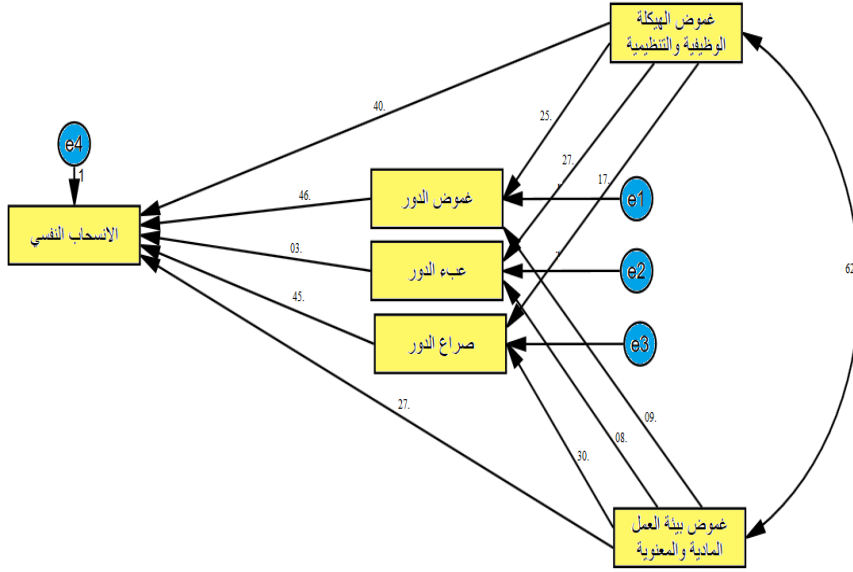 غموض الهيكلة
الوظيفية والتنظيمية
40.
25.
27.
17.
e4
1
46.
غموض الدور
e1
الانسحاب النفسي
03.
عبء الدور
e2
62
45.
صراع الدور
e3
27.
30.
08.
09.
غموض بيئة العمل
المادية والمعنوية